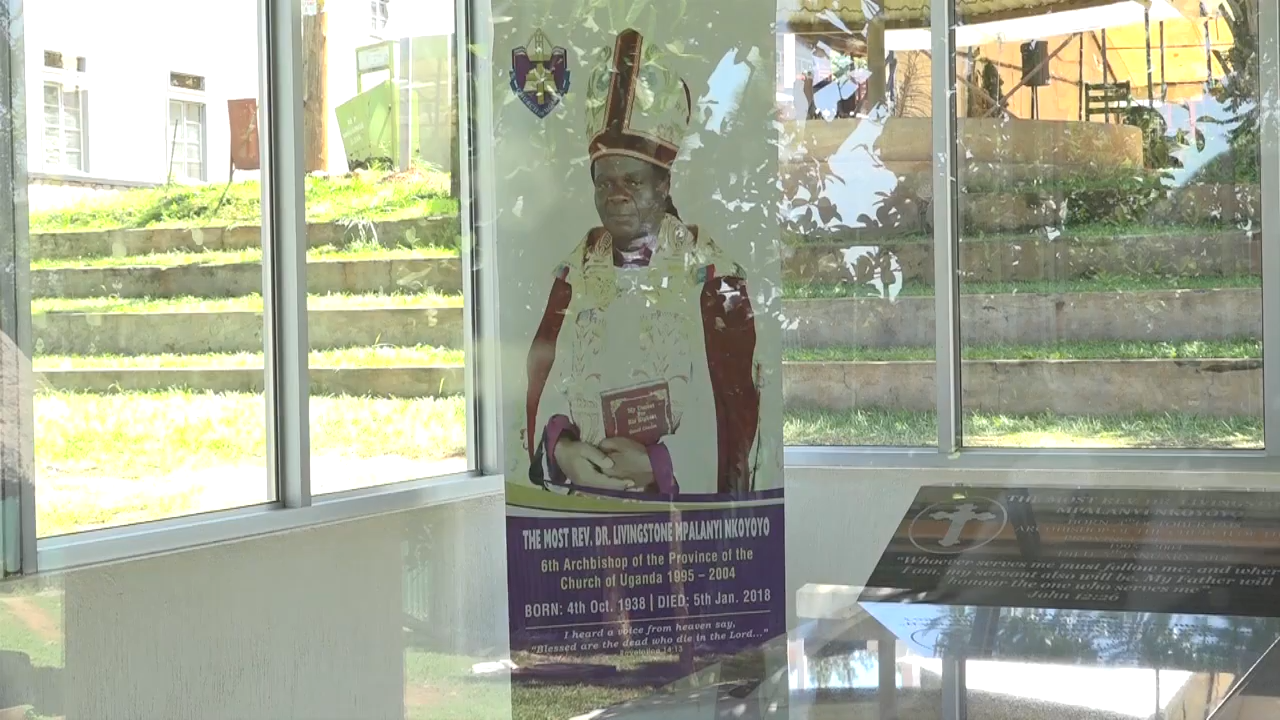 THE MOST REV. DR. LIVINGSTONE MPALANYI NKOYOYO
6th Archbishop of the Province of the
Church of Uganda 1995 – 2004
BORN: 4th Oct. 1938 | DIED: 5th Jan. 2018
I heard a voice from heaven say,
"Blessed are the dead who die in the Lord..."
Revelation 14:13
THE MOST REV. DR. LIVINGSTONE
MPALANYI NKOYOYO
"Whoever serves me must follow me; and where
I my servant also will be. My Father will
honour the one who serves me"
John 12:26